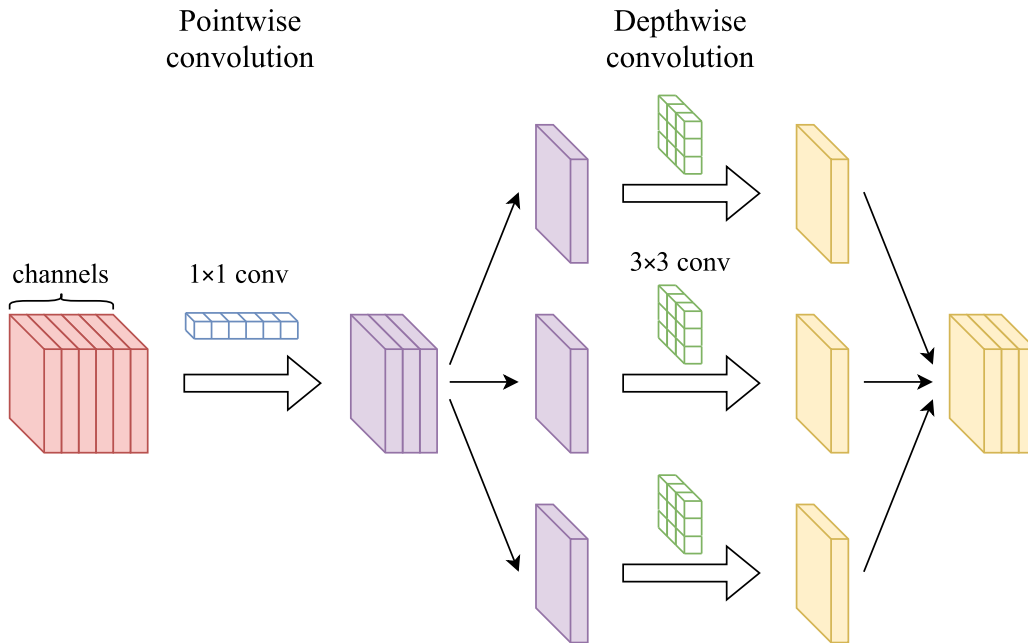 Pointwise
convolution
Depthwise
convolution
channels
1×1 conv
3×3 conv